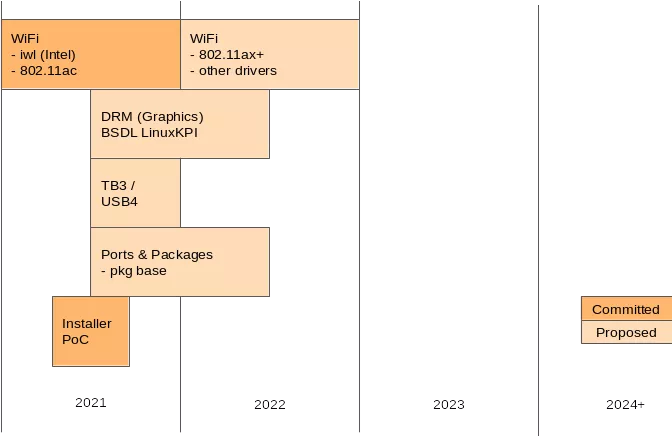 WiFi
- iwl (Intel)
- 802.11ac
WiFi
- 802.11ax+
- other drivers
DRM (Graphics)
BSDL LinuxKPI
TB3 /
USB4
Ports & Packages
- pkg base
Installer
PoC
Committed
Proposed
2021
2022
2023
2024+